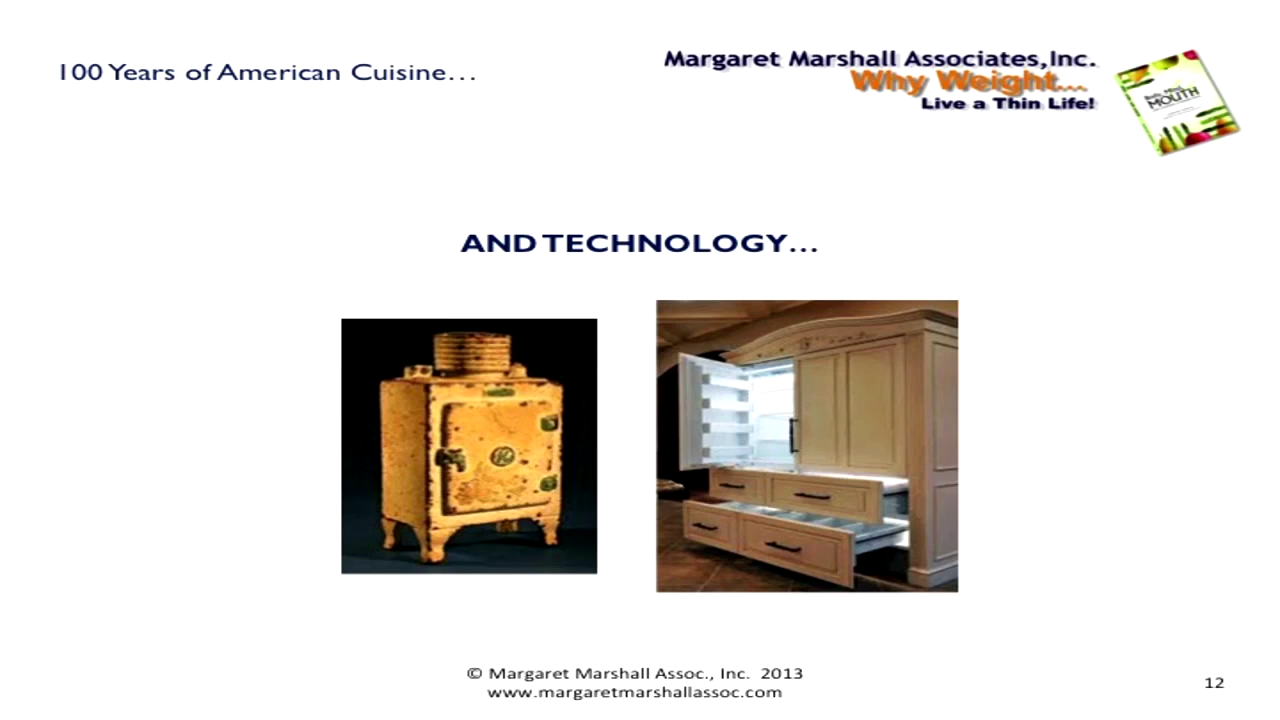 100 Years of American Cuisine...
Margaret Marshall Associates,Inc.
Why Weight...
Live a Thin Life!
MOUTH
AND TECHNOLOGY...
© Margaret Marshall Assoc., Inc. 2013
www.margaretmarshallassoc.com
12